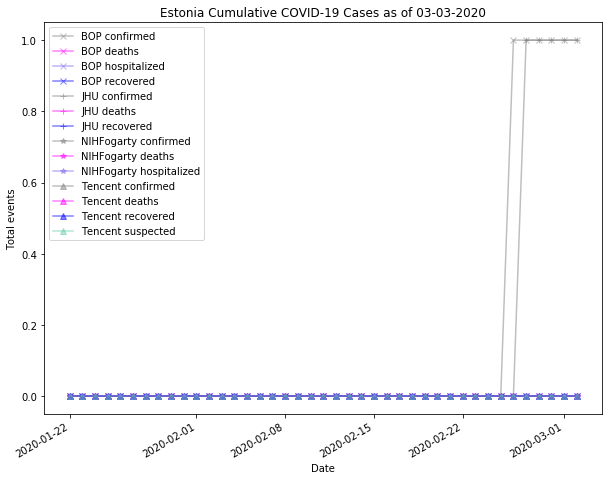 Estonia Cumulative COVID-19 Cases as of 03-03-2020
BOP confirmed
BOP deaths
BOP hospitalized
BOP recovered
JHU confirmed
JHU deaths
JHU recovered
NIHFogarty confirmed
NIHFogarty deaths
NIHFogarty hospitalized
Tencent confirmed
Tencent deaths
Tencent recovered
Tencent suspected
Total events
1.0
0.8
0.6
0.4
0.2
0.0
2020-01-22
2020-02-01
2020-02-08
2020-02-15
2020-02-22
2020-03-01
Date